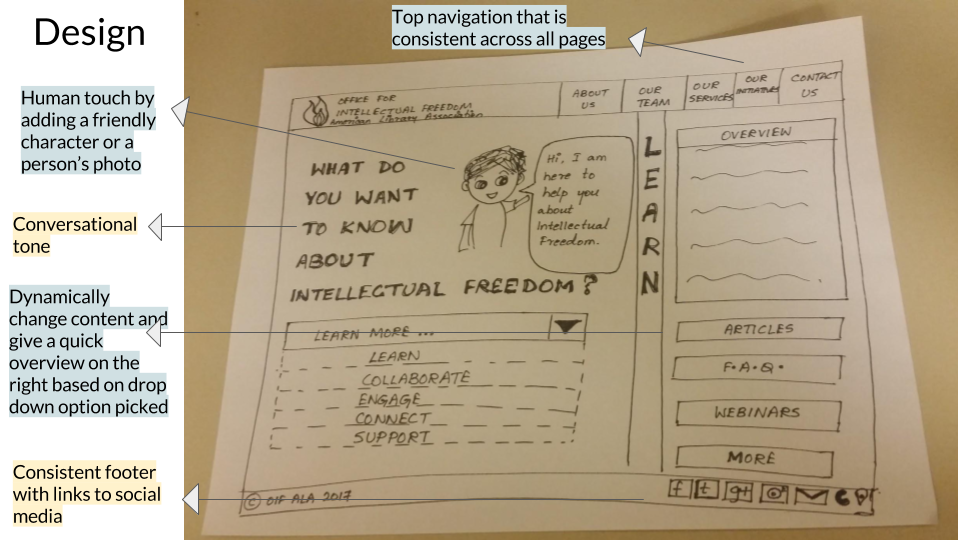 Design
Top navigation that is
consistent across all pages
Human touch by
adding a friendly
character or a
person's photo
Conversational
tone
Dynamically
change content and
give a quick
overview on the
right based on drop
down option picked
Consistent footer
with links to social
media
OFFICE FOR
INTELLECTUAL FREEDOM
American Library Association
ABOUT
US
OUR
TEAM
OUR
SERVICES
OUR
INITIATIVES
CONTACT
US
WHAT DO
YOU WANT
TO KNOW
ABOUT
INTELLECTUAL FREEDOM?
Hi, I am
here to
help you
about
Intellectual
Freedom.
LEARN MORE ...
LEARN
COLLABORATE
ENGAGE
CONNECT
SUPPORT
LEARN
OVERVIEW
ARTICLES
F.A.Q.
WEBINARS
MORE
© OIF ALA 2017
f t g+